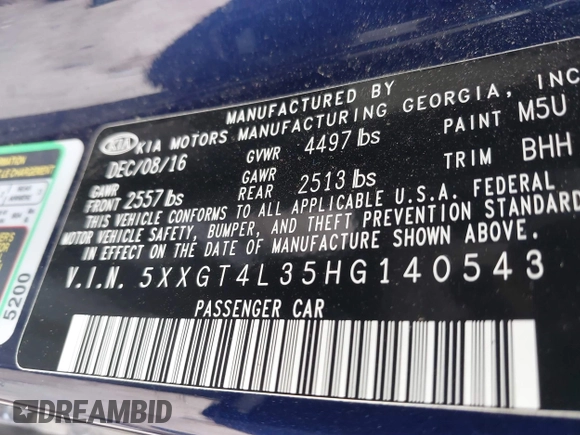 MANUFACTURED BY
KIA KIA MOTORS MANUFACTURING GEORGIA, INC
DEC/08/16 GVWR 4497 lbs PAINT M5U
GAWR FRONT 2557 lbs GAWR REAR 2513 lbs TRIM BHH
THIS VEHICLE CONFORMS TO ALL APPLICABLE U.S.A. FEDERAL
MOTOR VEHICLE SAFETY, BUMPER, AND THEFT PREVENTION STANDARD
IN EFFECT ON THE DATE OF MANUFACTURE SHOWN ABOVE.
V.I.N. 5XXGT4L35HG140543
PASSENGER CAR
5200
DREAMBID